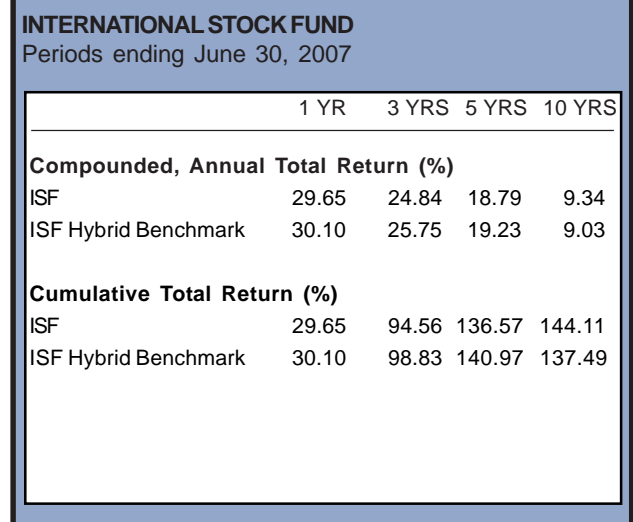 INTERNATIONAL STOCK FUND
Periods ending June 30, 2007
1 YR 3 YRS 5 YRS 10 YRS
Compounded, Annual Total Return (%)
ISF 29.65 24.84 18.79 9.34
ISF Hybrid Benchmark 30.10 25.75 19.23 9.03
Cumulative Total Return (%)
ISF 29.65 94.56 136.57 144.11
ISF Hybrid Benchmark 30.10 98.83 140.97 137.49